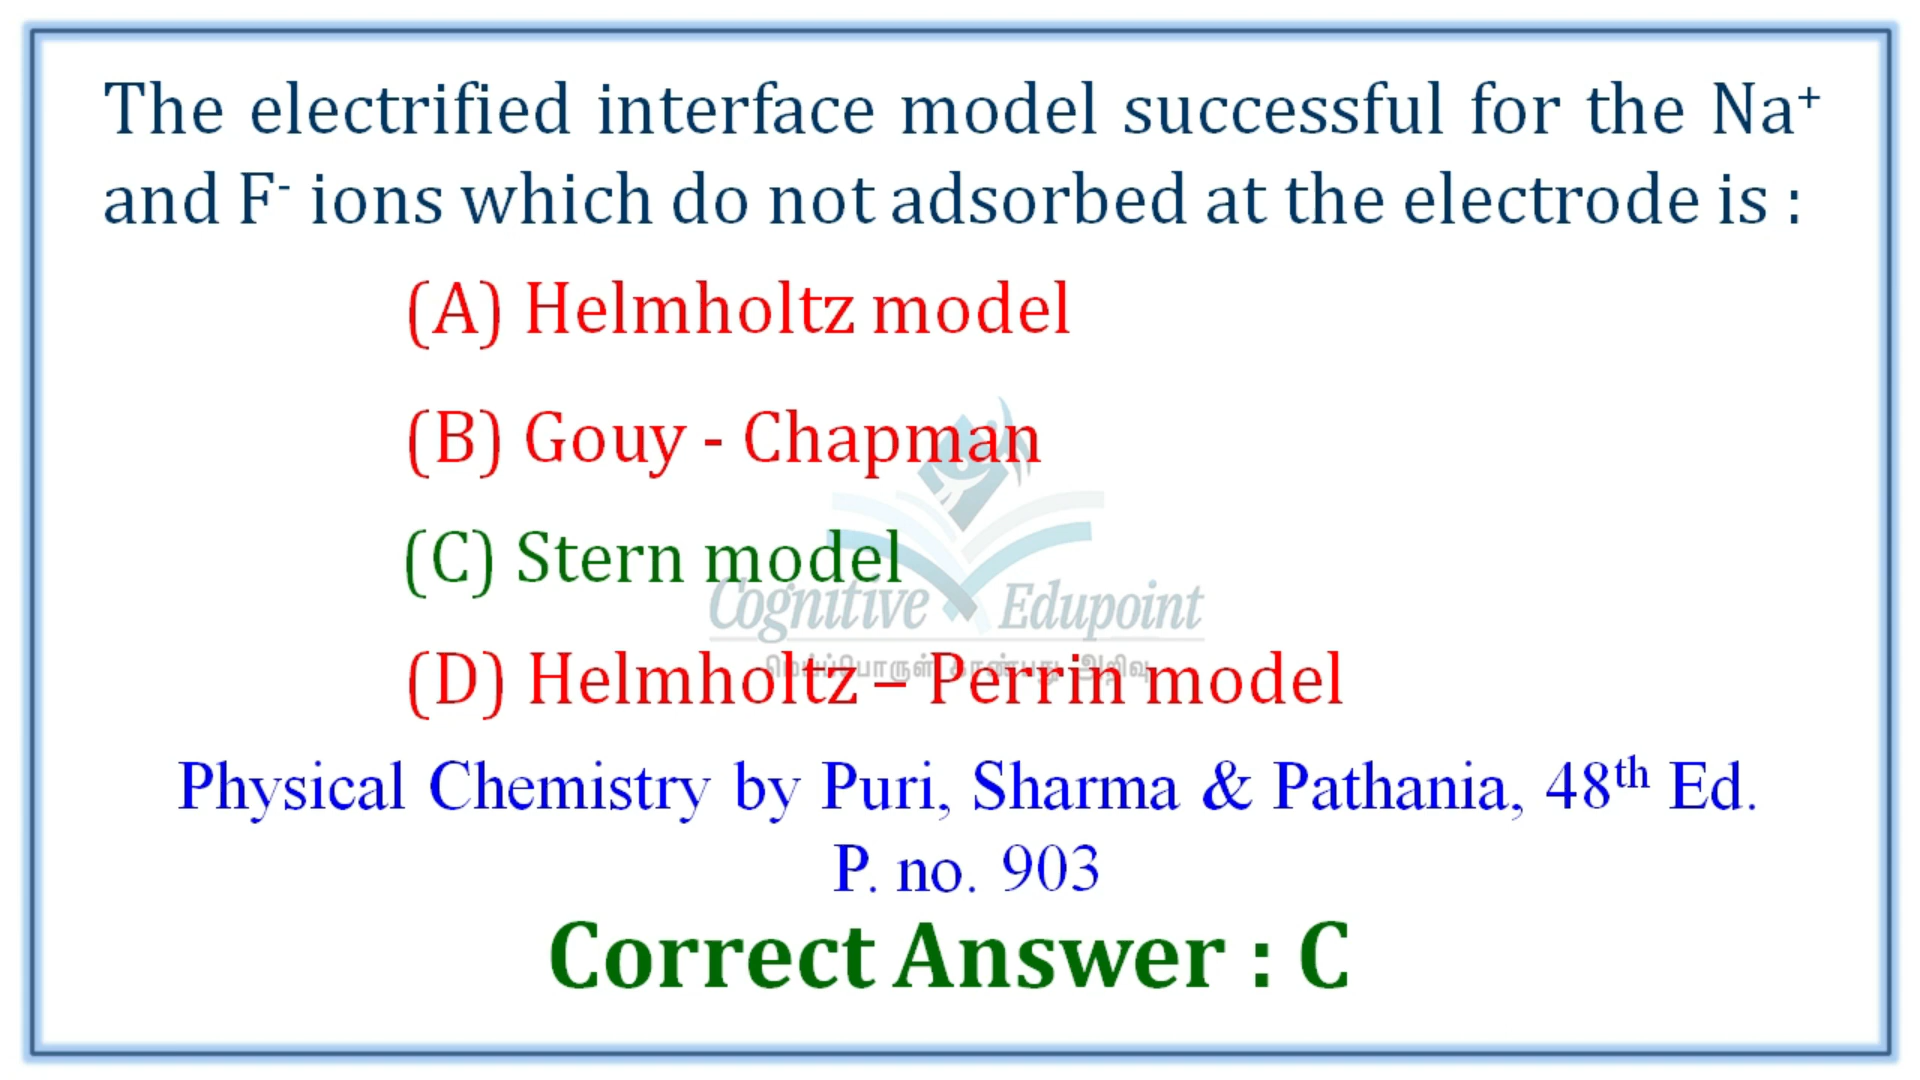 The electrified interface model successful for the Na⁺
and F⁻ ions which do not adsorbed at the electrode is :
(A) Helmholtz model
(B) Gouy - Chapman
(C) Stern model
Cognitive Edupoint
(D) Helmholtz – Perrin model
மெய்ப்பொருள் காண்பது அறிவு
Physical Chemistry by Puri, Sharma & Pathania, 48ᵗʰ Ed.
P. no. 903
Correct Answer : C